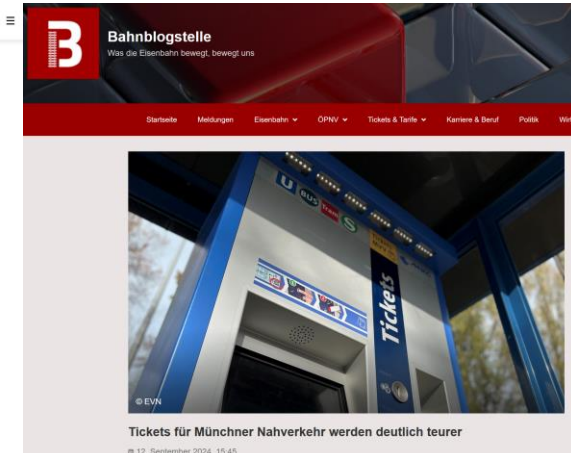 Bahnblogstelle
Was die Eisenbahn bewegt, bewegt uns
Startseite Meldungen Eisenbahn ÖPNV Tickets & Tarife Karriere & Beruf Politik
U BUS Tram S
Tickets
© EVN
Tickets für Münchner Nahverkehr werden deutlich teurer
12. September 2024, 15:45